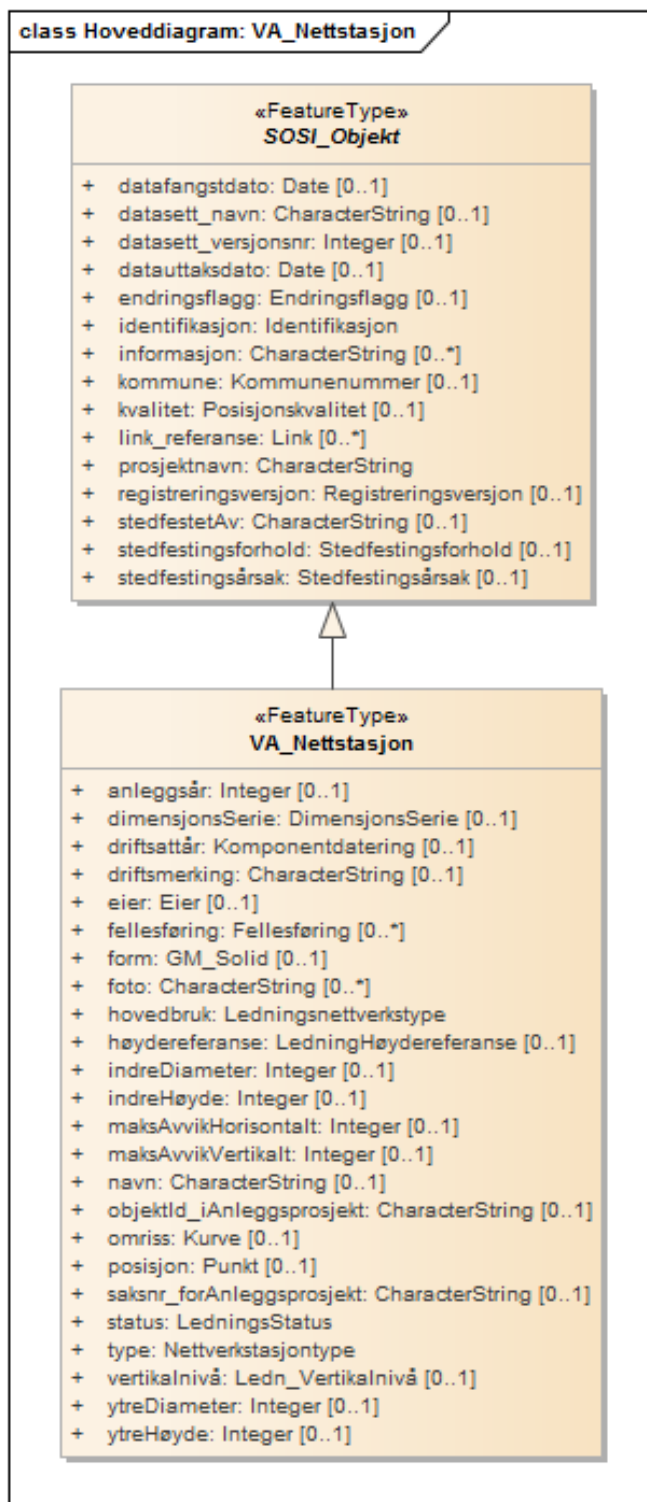 class Hoveddiagram: VA_Nettstasjon
«FeatureType»
SOSI_Objekt
+ datafangstdato: Date [0..1]
+ datasett_navn: CharacterString [0..1]
+ datasett_versjonsnr: Integer [0..1]
+ datauttaksdato: Date [0..1]
+ endringsflagg: Endringsflagg [0..1]
+ identifikasjon: Identifikasjon
+ informasjon: CharacterString [0..*]
+ kommune: Kommunenummer [0..1]
+ kvalitet: Posisjonskvalitet [0..1]
+ link_referanse: Link [0..*]
+ prosjektnavn: CharacterString
+ registreringsversjon: Registreringsversjon [0..1]
+ stedfestetAv: CharacterString [0..1]
+ stedfestingsforhold: Stedfestingsforhold [0..1]
+ stedfestingsårsak: Stedfestingsårsak [0..1]
«FeatureType»
VA_Nettstasjon
+ anleggsår: Integer [0..1]
+ dimensjonsSerie: DimensjonsSerie [0..1]
+ driftsattår: Komponentdatering [0..1]
+ driftsmerking: CharacterString [0..1]
+ eier: Eier [0..1]
+ fellesføring: Fellesføring [0..*]
+ form: GM_Solid [0..1]
+ foto: CharacterString [0..*]
+ hovedbruk: Ledningsnettverkstype
+ høydereferanse: LedningHøydereferanse [0..1]
+ indreDiameter: Integer [0..1]
+ indreHøyde: Integer [0..1]
+ maksAvvikHorisontalt: Integer [0..1]
+ maksAvvikVertikalt: Integer [0..1]
+ navn: CharacterString [0..1]
+ objektId_iAnleggsprosjekt: CharacterString [0..1]
+ omriss: Kurve [0..1]
+ posisjon: Punkt [0..1]
+ saksnr_forAnleggsprosjekt: CharacterString [0..1]
+ status: LedningsStatus
+ type: Nettverkstasjontype
+ vertikalnivå: Ledn_Vertikalnivå [0..1]
+ ytreDiameter: Integer [0..1]
+ ytreHøyde: Integer [0..1]